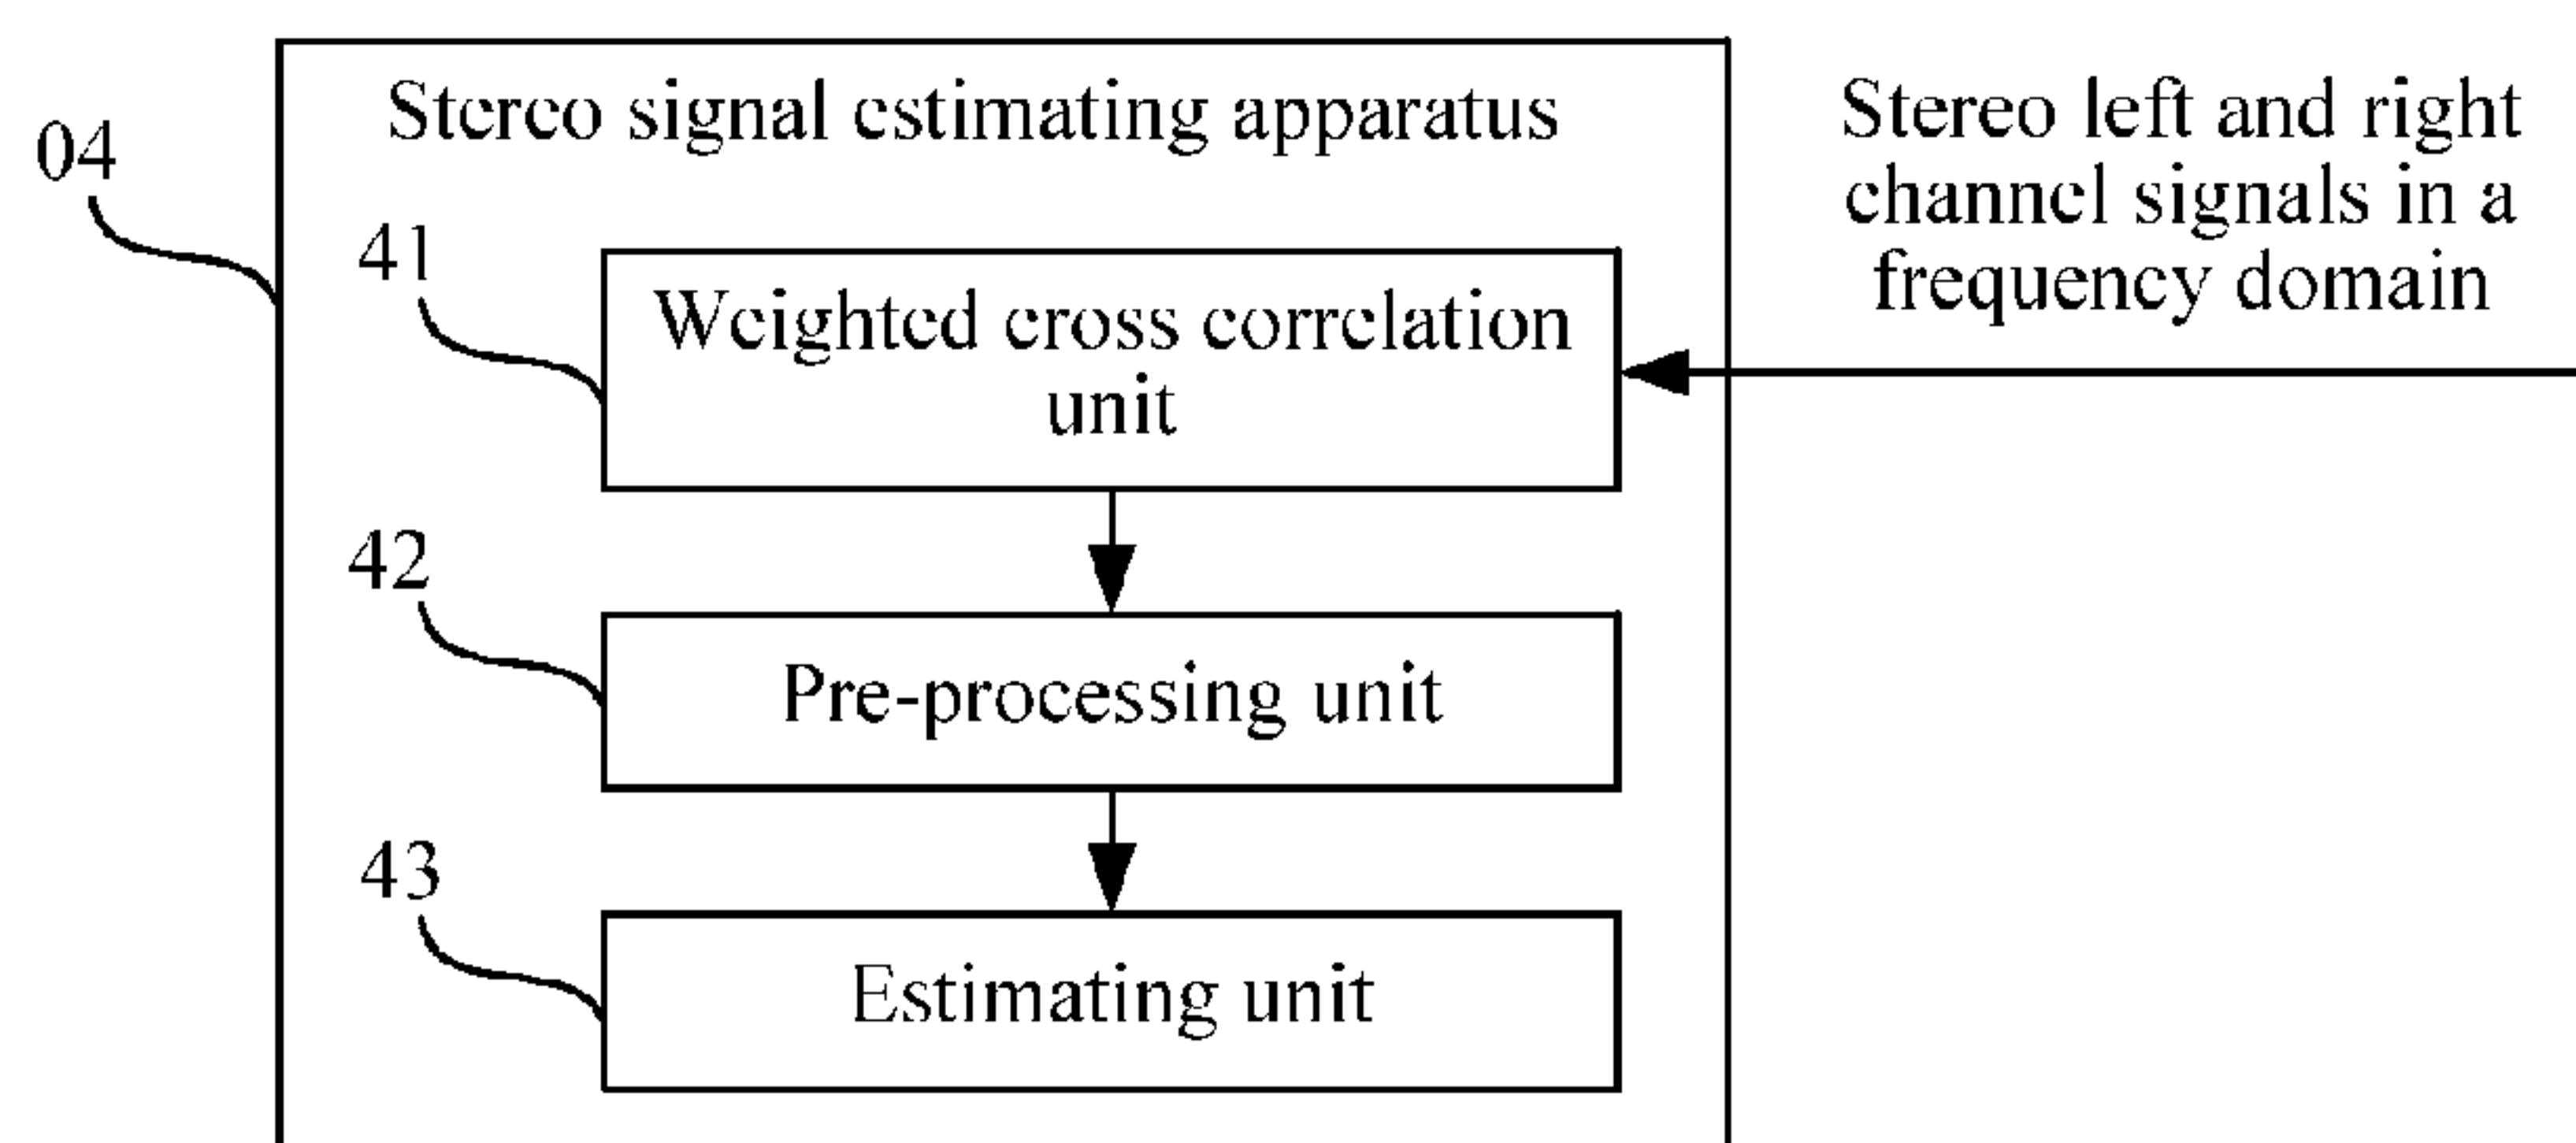 Stereo signal estimating apparatus
04
Stereo left and right
channel signals in a
frequency domain
41
Weighted cross correlation
unit
42
Pre-processing unit
43
Estimating unit